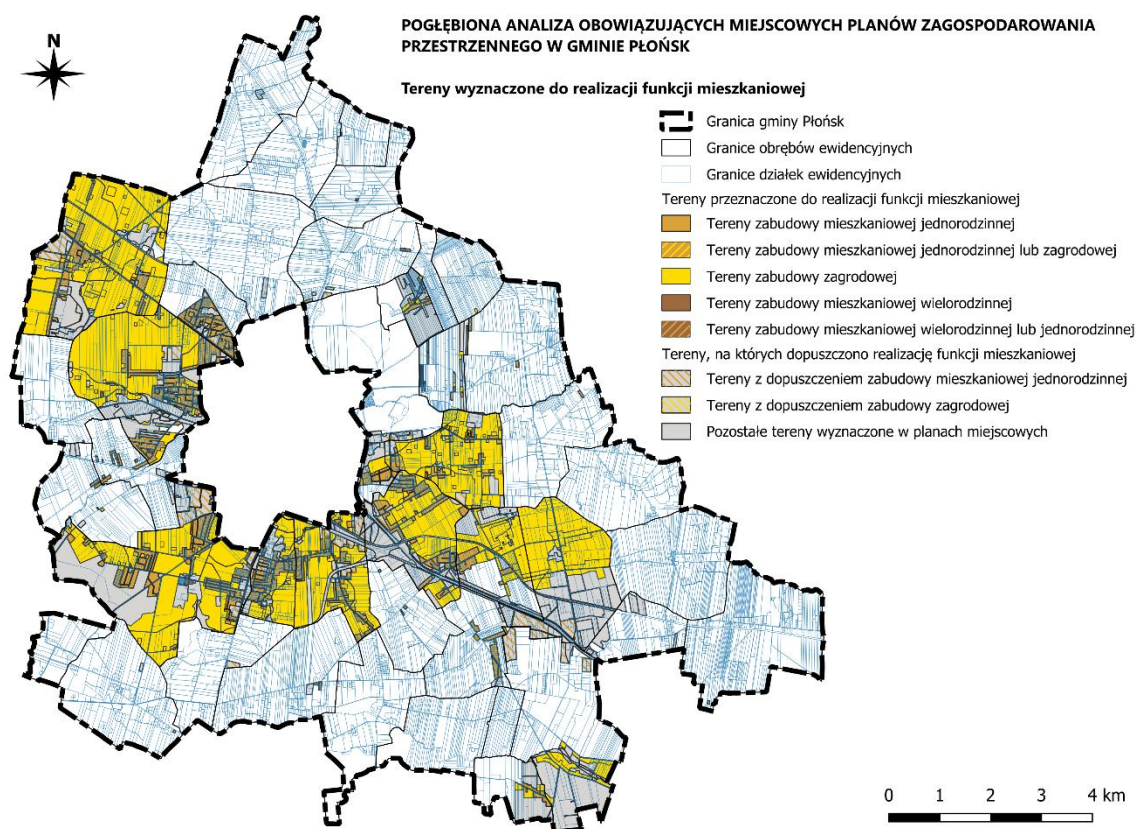 POGŁĘBIONA ANALIZA OBOWIĄZUJĄCYCH MIEJSCOWYCH PLANÓW ZAGOSPODAROWANIA
PRZESTRZENNEGO W GMINIE PŁOŃSK
N
Tereny wyznaczone do realizacji funkcji mieszkaniowej
Granica gminy Płońsk
Granice obrębów ewidencyjnych
Granice działek ewidencyjnych
Tereny przeznaczone do realizacji funkcji mieszkaniowej
Tereny zabudowy mieszkaniowej jednorodzinnej
Tereny zabudowy mieszkaniowej jednorodzinnej lub zagrodowej
Tereny zabudowy zagrodowej
Tereny zabudowy mieszkaniowej wielorodzinnej
Tereny zabudowy mieszkaniowej wielorodzinnej lub jednorodzinnej
Tereny, na których dopuszczono realizację funkcji mieszkaniowej
Tereny z dopuszczeniem zabudowy mieszkaniowej jednorodzinnej
Tereny z dopuszczeniem zabudowy zagrodowej
Pozostałe tereny wyznaczone w planach miejscowych
0 1 2 3 4 km